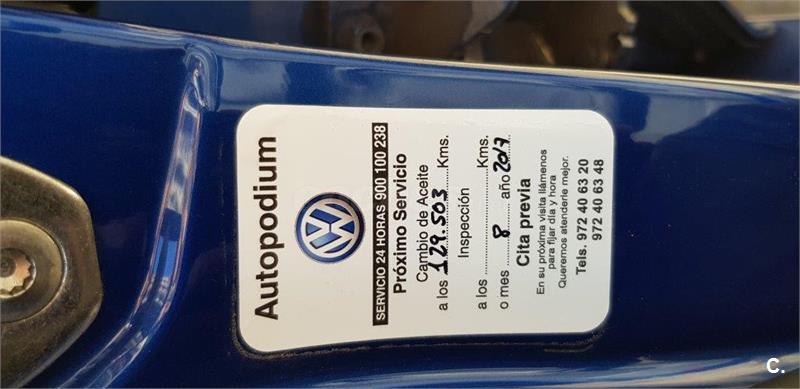 Autopodium
SERVICIO 24 HORAS 900 100 238
Próximo Servicio
Cambio de Aceite
a los 129.503 Kms.
Inspección
a los ............ Kms.
o mes 8 año 2017
Cita previa
En su próxima visita llámenos
para fijar día y hora
Queremos atenderle mejor.
Tels. 972 40 63 20
972 40 63 48
C.